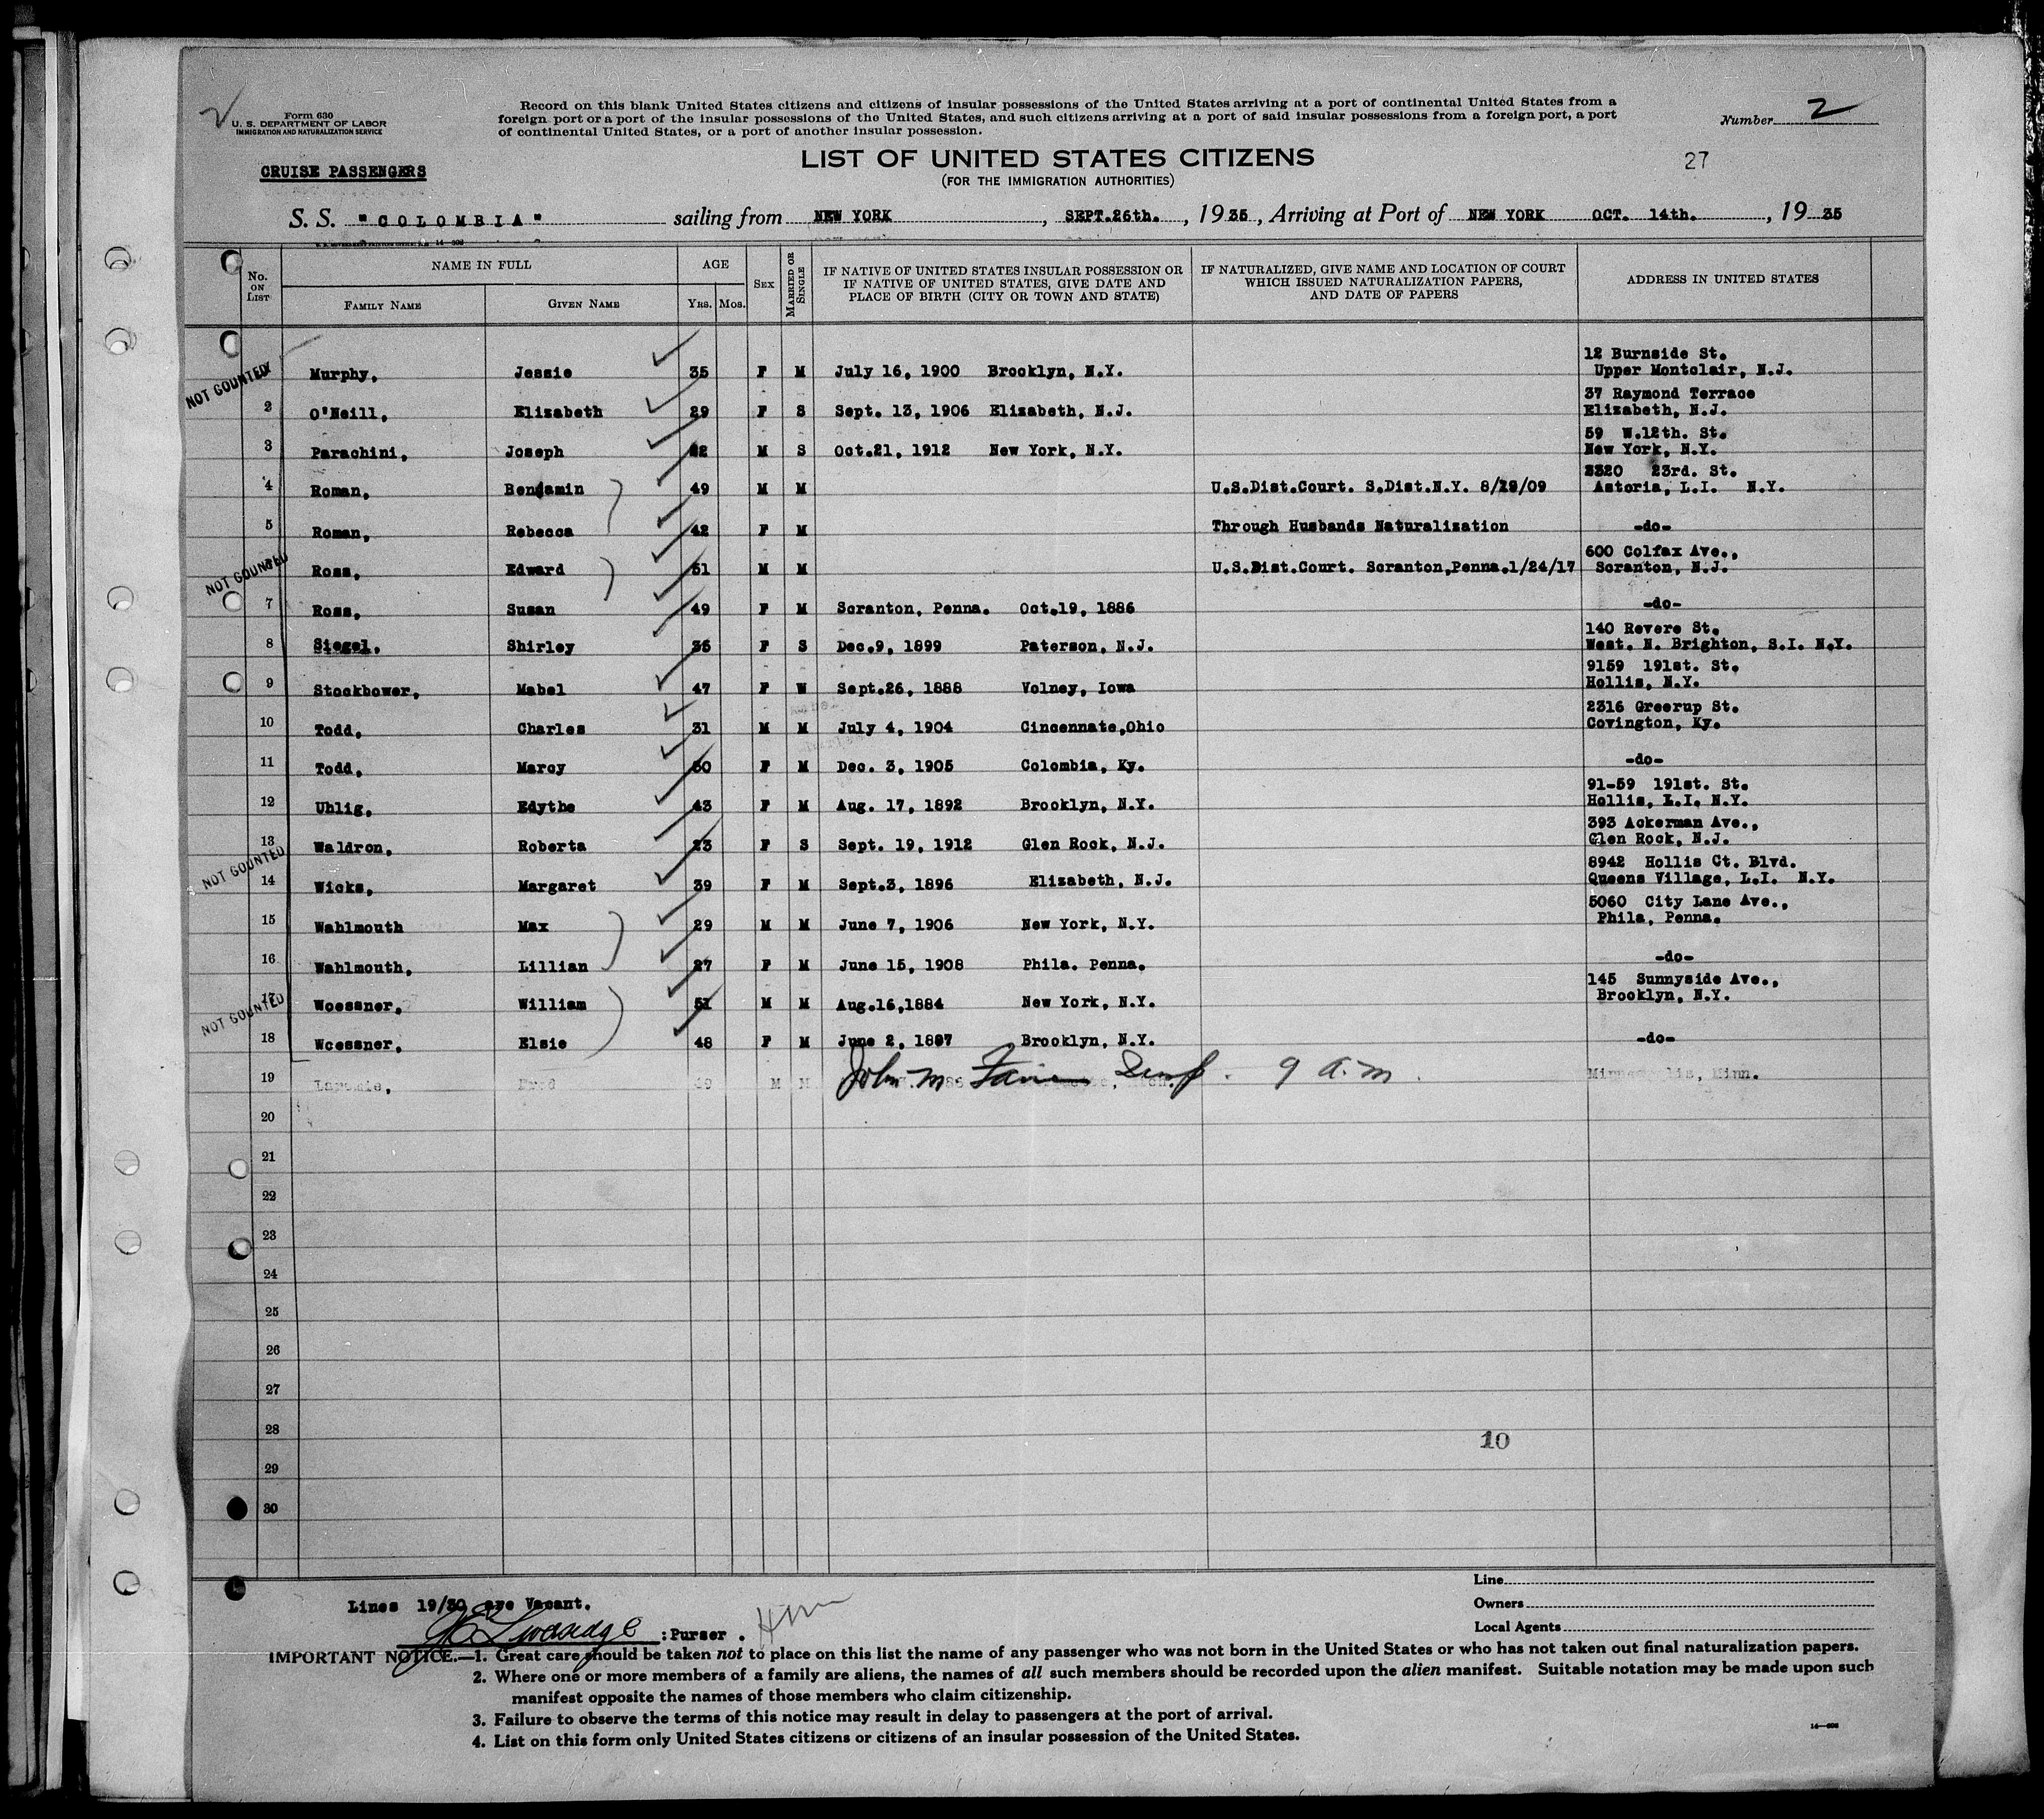 Form 630
U. S. DEPARTMENT OF LABOR
IMMIGRATION AND NATURALIZATION SERVICE
Record on this blank United States citizens and citizens of insular possessions of the United States arriving at a port of continental United States from a
foreign port or a port of the insular possessions of the United States, and such citizens arriving at a port of said insular possessions from a foreign port, a port
of continental United States, or a port of another insular possession.
Number 2
LIST OF UNITED STATES CITIZENS
(FOR THE IMMIGRATION AUTHORITIES)
27
CRUISE PASSENGERS
S. S. "COLOMBIA" sailing from NEW YORK, SEPT.26th., 1935, Arriving at Port of NEW YORK OCT. 14th., 1935
No. ON LIST
NAME IN FULL
FAMILY NAME GIVEN NAME
AGE
YRS. MOS.
SEX
MARRIED OR SINGLE
IF NATIVE OF UNITED STATES INSULAR POSSESSION OR
IF NATIVE OF UNITED STATES, GIVE DATE AND
PLACE OF BIRTH (CITY OR TOWN AND STATE)
IF NATURALIZED, GIVE NAME AND LOCATION OF COURT
WHICH ISSUED NATURALIZATION PAPERS,
AND DATE OF PAPERS
ADDRESS IN UNITED STATES
12 Burnside St.
NOT COUNTED Murphy, Jessie 35 F M July 16, 1900 Brooklyn, N.Y. Upper Montclair, N.J.
37 Raymond Terrace
2 O'Neill, Elizabeth 29 F S Sept. 13, 1906 Elizabeth, N.J. Elizabeth, N.J.
59 W.12th. St.
3 Parachini, Joseph 22 M S Oct.21, 1912 New York, N.Y. New York, N.Y.
2320 23rd. St.
4 Roman, Benjamin 49 M M U.S.Dist.Court. S.Dist.N.Y. 8/19/09 Astoria, L.I. N.Y.
5 Roman, Rebecca 42 F M Through Husbands Naturalization -do-
600 Colfax Ave.,
NOT COUNTED Ross, Edward 51 M M U.S.Dist.Court. Scranton,Penna.1/24/17 Scranton, N.J.
7 Ross, Susan 49 F M Scranton, Penna. Oct.19, 1886 -do-
140 Revere St.
8 Siegel, Shirley 35 F S Dec.9, 1899 Paterson, N.J. West. N. Brighton, S.I. N.Y.
9159 191st. St.
9 Stockbower, Mabel 47 F W Sept.26, 1888 Volney, Iowa Hollis, N.Y.
2316 Greerup St.
10 Todd, Charles 31 M M July 4, 1904 Cincennate,Ohio Covington, Ky.
11 Todd, Marcy 30 F M Dec. 3, 1905 Colombia, Ky. -do-
91-59 191st. St.
12 Uhlig, Edythe 43 F M Aug. 17, 1892 Brooklyn, N.Y. Hollis, L.I. N.Y.
393 Ackerman Ave.,
13 Waldron, Roberta 23 F S Sept. 19, 1912 Glen Rock, N.J. Glen Rock, N.J.
NOT COUNTED
8942 Hollis Ct. Blvd.
14 Wicks, Margaret 39 F M Sept.3, 1896 Elizabeth, N.J. Queens Village, L.I. N.Y.
5060 City Lane Ave.,
15 Wahlmouth Max 29 M M June 7, 1906 New York, N.Y. Phila, Penna.
16 Wahlmouth, Lillian 27 F M June 15, 1908 Phila. Penna. -do-
145 Sunnyside Ave.,
NOT COUNTED 17 Woessner, William 51 M M Aug.16,1884 New York, N.Y. Brooklyn, N.Y.
18 Woessner, Elsie 48 F M June 2, 1887 Brooklyn, N.Y. -do-
19 M M John M 9 a.m. Minneapolis, Minn.
20
21
22
23
24
25
26
27
28
10
29
30
Line
Owners
Local Agents
Lines 19/30 are Vacant.
:Purser.
IMPORTANT NOTICE.—1. Great care should be taken not to place on this list the name of any passenger who was not born in the United States or who has not taken out final naturalization papers.
2. Where one or more members of a family are aliens, the names of all such members should be recorded upon the alien manifest. Suitable notation may be made upon such
manifest opposite the names of those members who claim citizenship.
3. Failure to observe the terms of this notice may result in delay to passengers at the port of arrival.
4. List on this form only United States citizens or citizens of an insular possession of the United States.